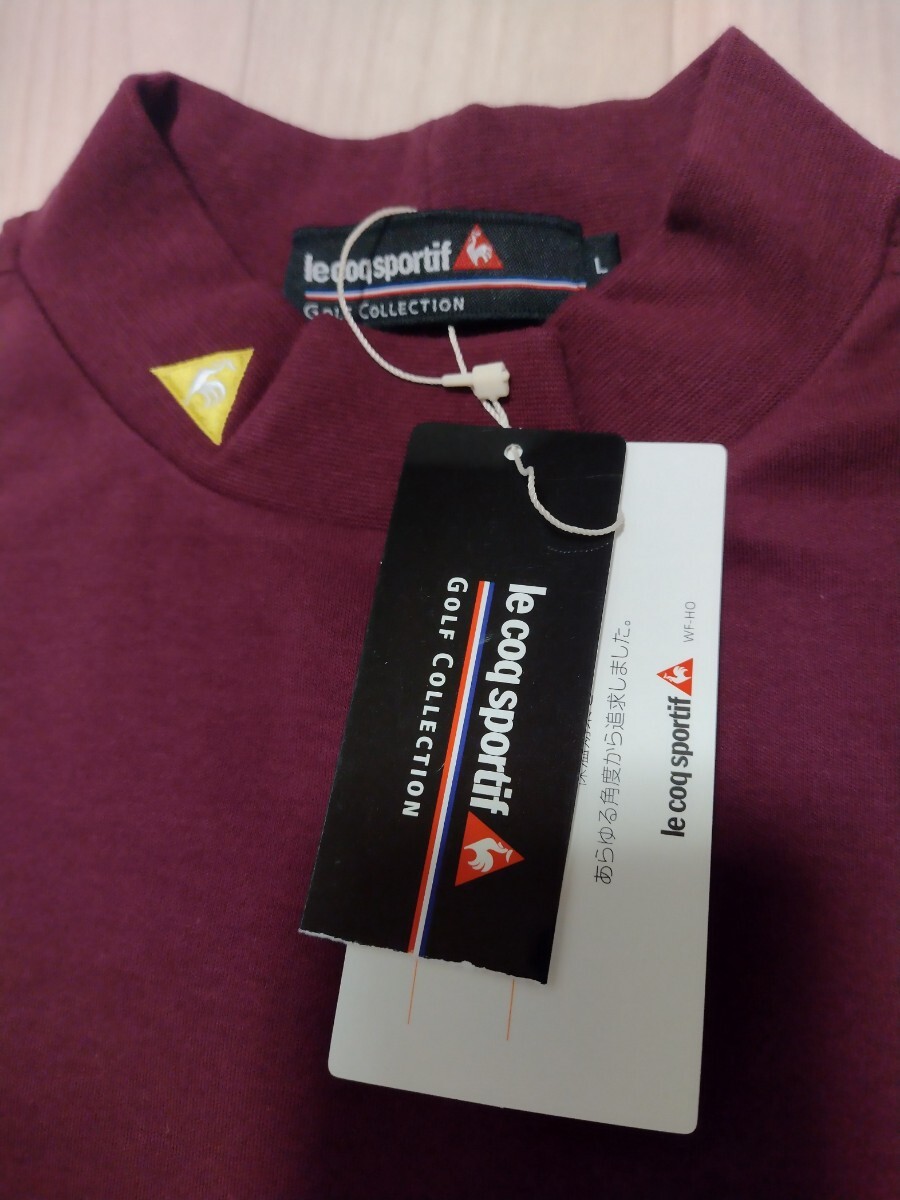 le coq sportif
L
GOLF COLLECTION
le coq sportif
GOLF COLLECTION
あらゆる角度から追求しました。
le coq sportif
WF-HO